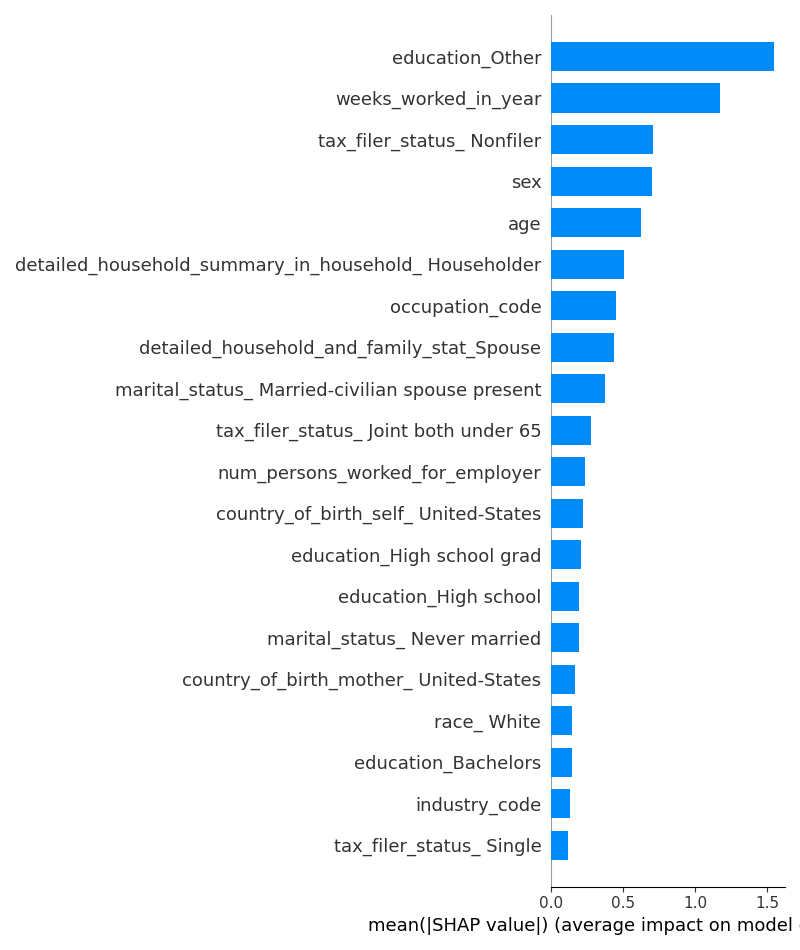 education_Other
weeks_worked_in_year
tax_filer_status_ Nonfiler
sex
age
detailed_household_summary_in_household_ Householder
occupation_code
detailed_household_and_family_stat_Spouse
marital_status_ Married-civilian spouse present
tax_filer_status_ Joint both under 65
num_persons_worked_for_employer
country_of_birth_self_ United-States
education_High school grad
education_High school
marital_status_ Never married
country_of_birth_mother_ United-States
race_ White
education_Bachelors
industry_code
tax_filer_status_ Single
0.0 0.5 1.0 1.5
mean(|SHAP value|) (average impact on model